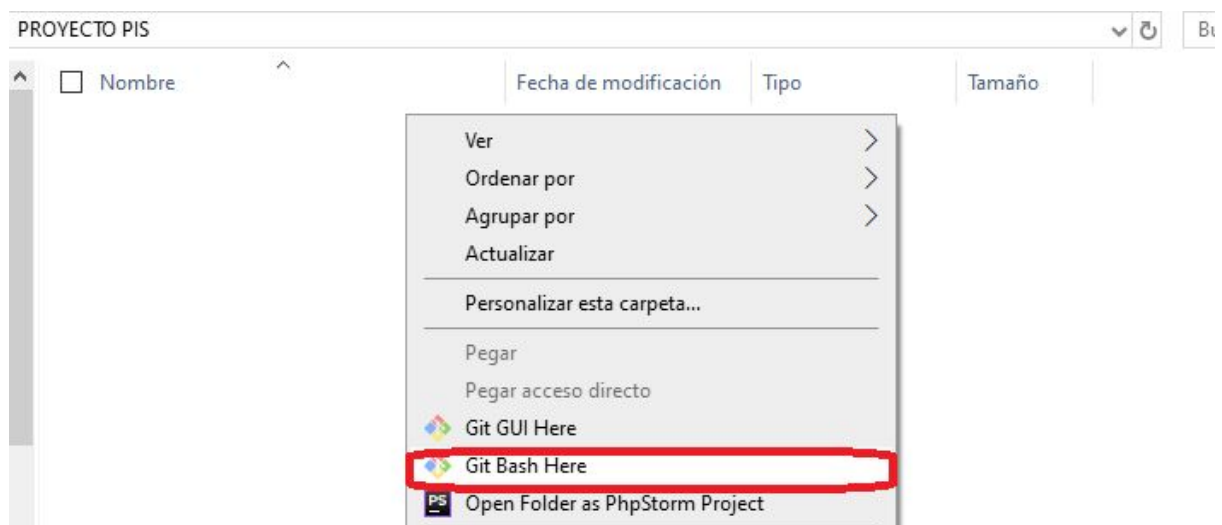 PROYECTO PIS
Nombre Fecha de modificación Tipo Tamaño
Ver
Ordenar por
Agrupar por
Actualizar
Personalizar esta carpeta...
Pegar
Pegar acceso directo
Git GUI Here
Git Bash Here
PS Open Folder as PhpStorm Project